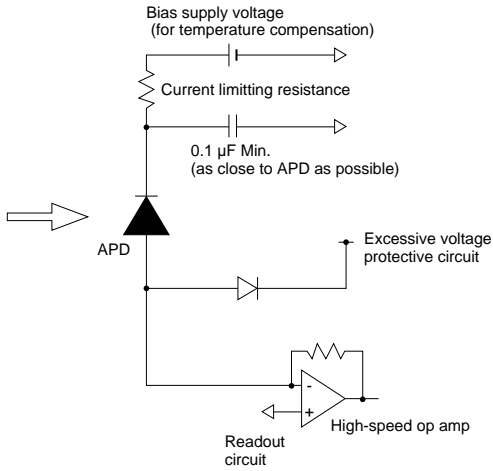 Bias supply voltage
(for temperature compensation)
Current limitting resistance
0.1 µF Min.
(as close to APD as possible)
APD
Excessive voltage
protective circuit
-
+
High-speed op amp
Readout
circuit